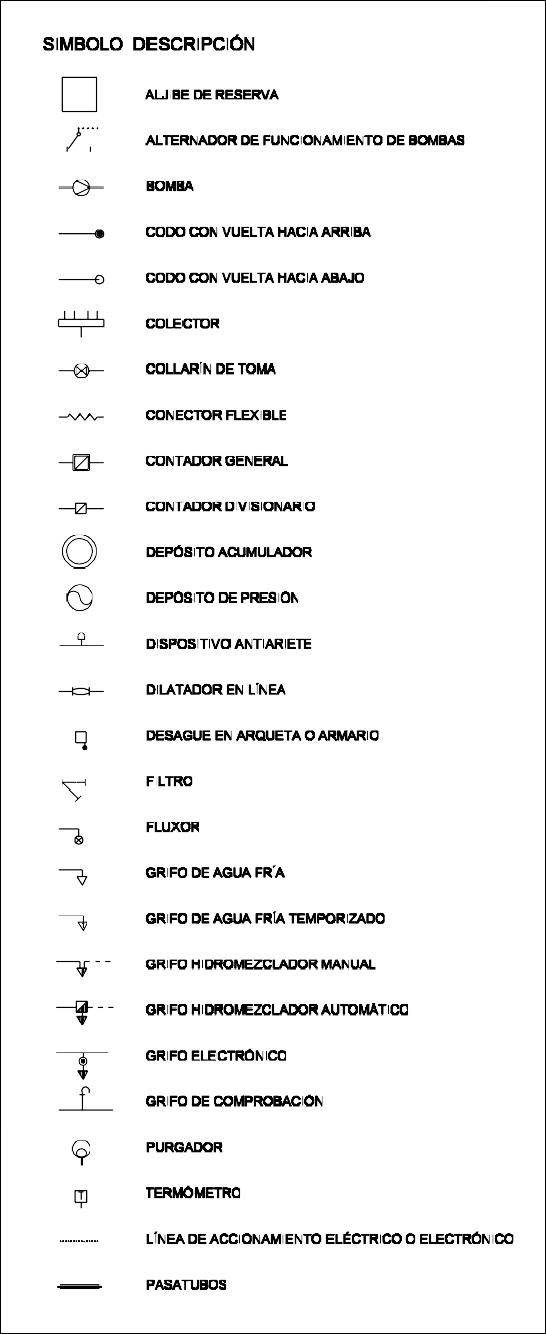 SIMBOLO DESCRIPCIÓN
ALJIBE DE RESERVA
ALTERNADOR DE FUNCIONAMIENTO DE BOMBAS
BOMBA
CODO CON VUELTA HACIA ARRIBA
CODO CON VUELTA HACIA ABAJO
COLECTOR
COLLARÍN DE TOMA
CONECTOR FLEXIBLE
CONTADOR GENERAL
CONTADOR DIVISIONARIO
DEPÓSITO ACUMULADOR
DEPÓSITO DE PRESIÓN
DISPOSITIVO ANTIARIETE
DILATADOR EN LÍNEA
DESAGUE EN ARQUETA O ARMARIO
FILTRO
FLUXOR
GRIFO DE AGUA FRÍA
GRIFO DE AGUA FRÍA TEMPORIZADO
GRIFO HIDROMEZCLADOR MANUAL
GRIFO HIDROMEZCLADOR AUTOMÁTICO
GRIFO ELECTRÓNICO
GRIFO DE COMPROBACIÓN
PURGADOR
T TERMÓMETRO
LÍNEA DE ACCIONAMIENTO ELÉCTRICO O ELECTRÓNICO
PASATUBOS